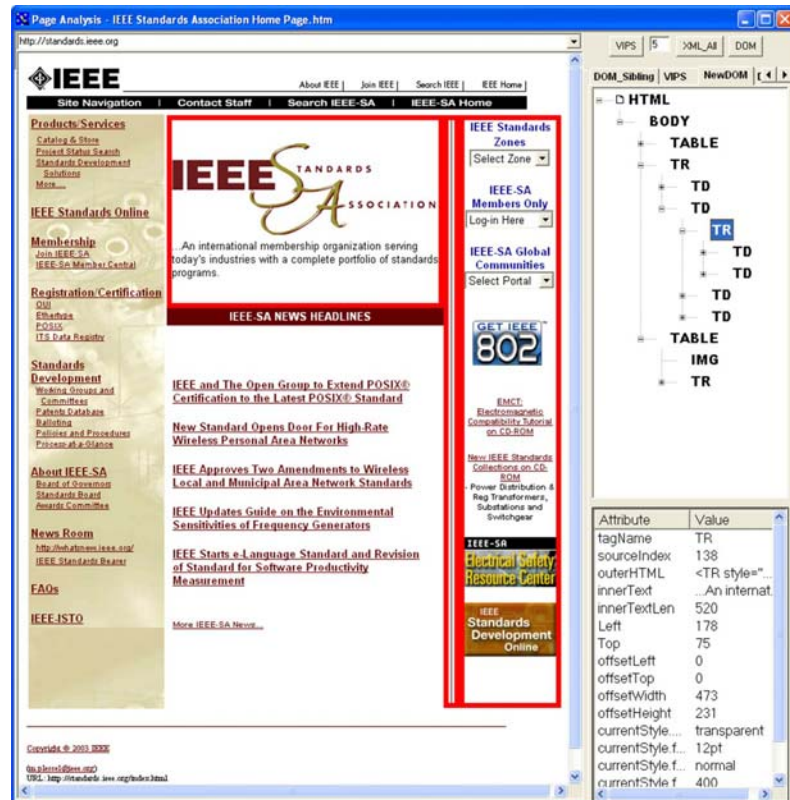 Page Analysis - IEEE Standards Association Home Page.htm
http://standards.ieee.org
VIPS 5 XML_All DOM
IEEE
About IEEE | Join IEEE | Search IEEE | IEEE Home |
Site Navigation | Contact Staff | Search IEEE-SA | IEEE-SA Home
Products/Services
Catalog & Store
Project Status Search
Standards Development
Solutions
More....
IEEE Standards Online
Membership
Join IEEE-SA
IEEE-SA Member Central
Registration/Certification
OUI
Ethertype
POSIX
ITS Data Registry
Standards
Development
Working Groups and
Committees
Patents Database
Balloting
Policies and Procedures
Process-at-a-Glance
About IEEE-SA
Board of Governors
Standards Board
Awards Committee
News Room
http://whatsnew.ieee.org/
IEEE Standards Bearer
FAQs
IEEE-ISTO
IEEE STANDARDS
ASSOCIATION
...An international membership organization serving
today's industries with a complete portfolio of standards
programs.
IEEE-SA NEWS HEADLINES
IEEE and The Open Group to Extend POSIX®
Certification to the Latest POSIX® Standard
New Standard Opens Door For High-Rate
Wireless Personal Area Networks
IEEE Approves Two Amendments to Wireless
Local and Municipal Area Network Standards
IEEE Updates Guide on the Environmental
Sensitivities of Frequency Generators
IEEE Starts e-Language Standard and Revision
of Standard for Software Productivity
Measurement
More IEEE-SA News...
IEEE Standards
Zones
Select Zone
IEEE-SA
Members Only
Log-in Here
IEEE-SA Global
Communities
Select Portal
GET IEEE™
802
EMCT:
Electromagnetic
Compatibility Tutorial
on CD-ROM
New IEEE Standards
Collections on CD-
ROM
- Power Distribution &
Reg Transformers,
Substations and
Switchgear
IEEE-SA
Electrical Safety
Resource Center
IEEE
Standards
Development
Online
Copyright © 2003 IEEE
URL: http://standards.ieee.org/index.html
DOM_Sibling VIPS NewDOM
HTML
BODY
TABLE
TR
TD
TD
TR
TD
TD
TD
TD
TABLE
IMG
TR
Attribute Value
tagName TR
sourceIndex 138
outerHTML <TR style="...
innerText ...An internat.
innerTextLen 520
Left 178
Top 75
offsetLeft 0
offsetTop 0
offsetWidth 473
offsetHeight 231
currentStyle.... transparent
currentStyle.f... 12pt
currentStyle.f... normal
currentStyle.f 400